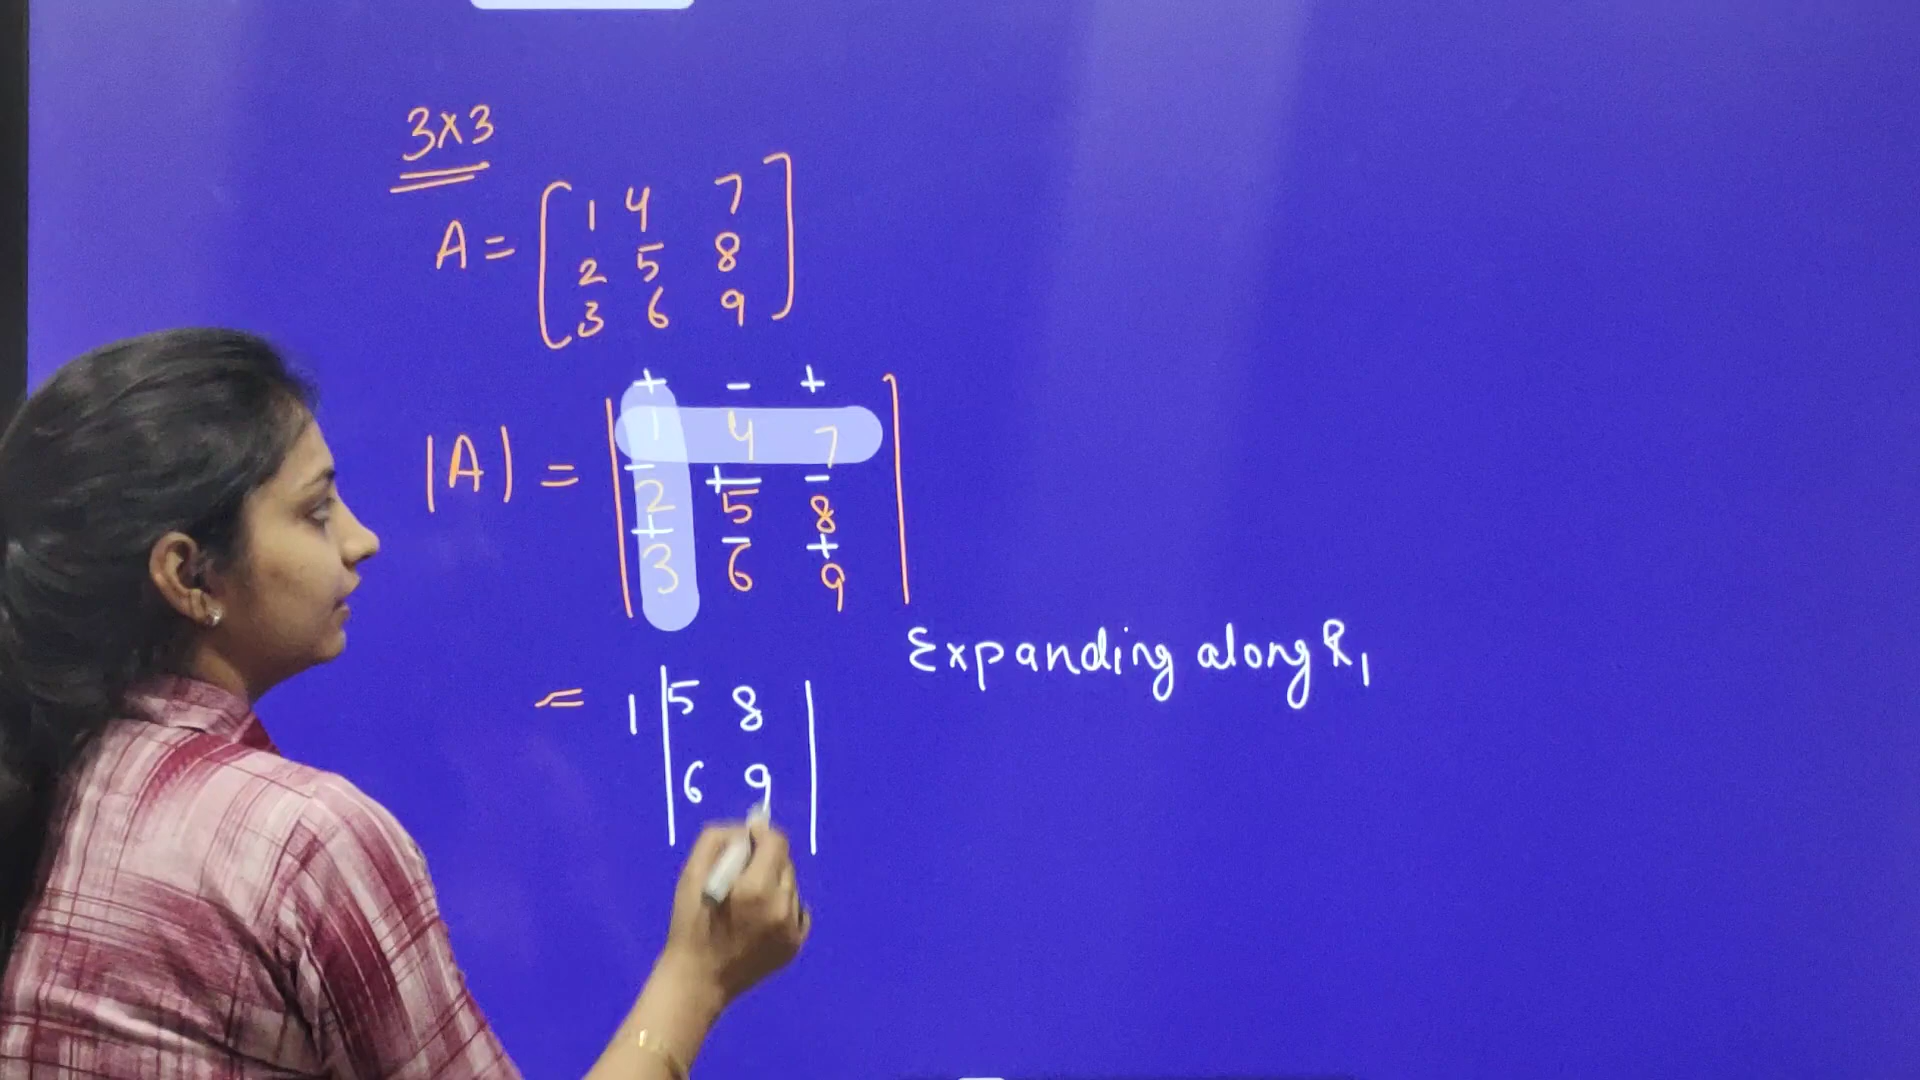 3x3
A = [ 1 4 7
2 5 8
3 6 9 ]
+ - +
1 4 7
- + -
|A| = | 2 5 8 |
+ - +
3 6 9
Expanding along R1
= 1 | 5 8 |
6 9